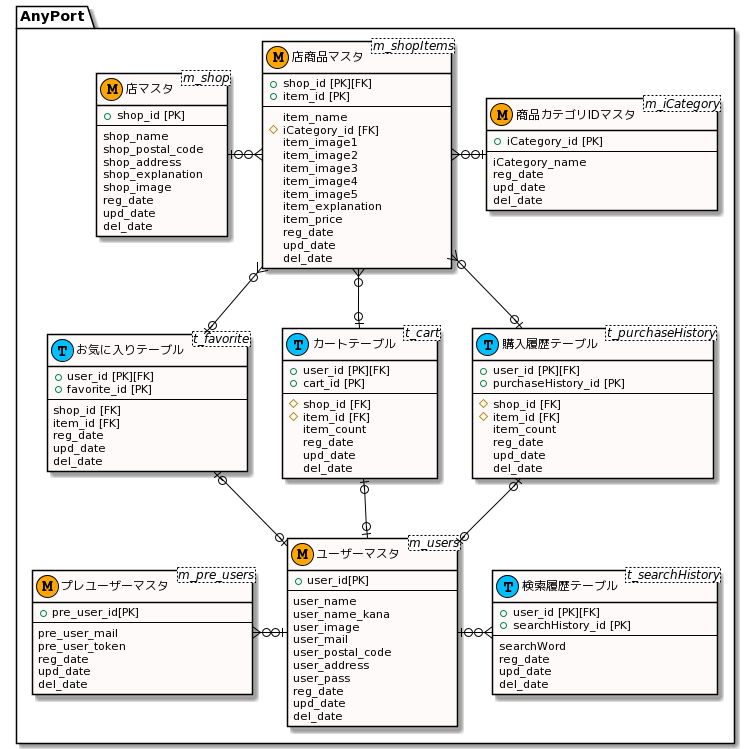 AnyPort
M 店マスタ
m_shop
shop_id [PK]
shop_name
shop_postal_code
shop_address
shop_explanation
shop_image
reg_date
upd_date
del_date
M 店商品マスタ
m_shopItems
shop_id [PK][FK]
item_id [PK]
item_name
iCategory_id [FK]
item_image1
item_image2
item_image3
item_image4
item_image5
item_explanation
item_price
reg_date
upd_date
del_date
M 商品カテゴリIDマスタ
m_iCategory
iCategory_id [PK]
iCategory_name
reg_date
upd_date
del_date
T お気に入りテーブル
t_favorite
user_id [PK][FK]
favorite_id [PK]
shop_id [FK]
item_id [FK]
reg_date
upd_date
del_date
T カートテーブル
t_cart
user_id [PK][FK]
cart_id [PK]
shop_id [FK]
item_id [FK]
item_count
reg_date
upd_date
del_date
T 購入履歴テーブル
t_purchaseHistory
user_id [PK][FK]
purchaseHistory_id [PK]
shop_id [FK]
item_id [FK]
item_count
reg_date
upd_date
del_date
M プレユーザーマスタ
m_pre_users
pre_user_id[PK]
pre_user_mail
pre_user_token
reg_date
upd_date
del_date
M ユーザーマスタ
m_users
user_id[PK]
user_name
user_name_kana
user_image
user_mail
user_postal_code
user_address
user_pass
reg_date
upd_date
del_date
T 検索履歴テーブル
t_searchHistory
user_id [PK][FK]
searchHistory_id [PK]
searchWord
reg_date
upd_date
del_date